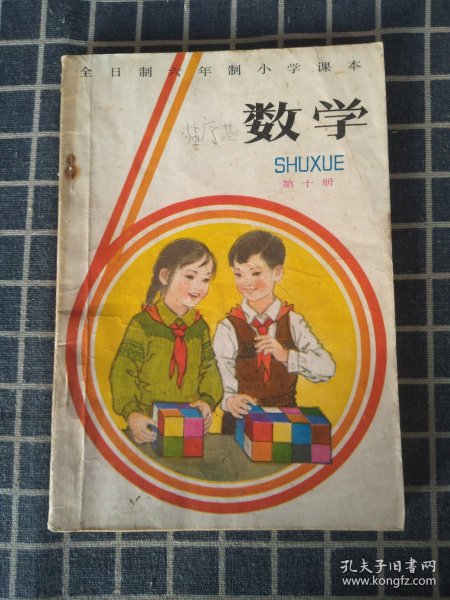 全日制六年制小学课本
数学
SHUXUE
第十册
孔夫子旧书网
www.kongfz.com